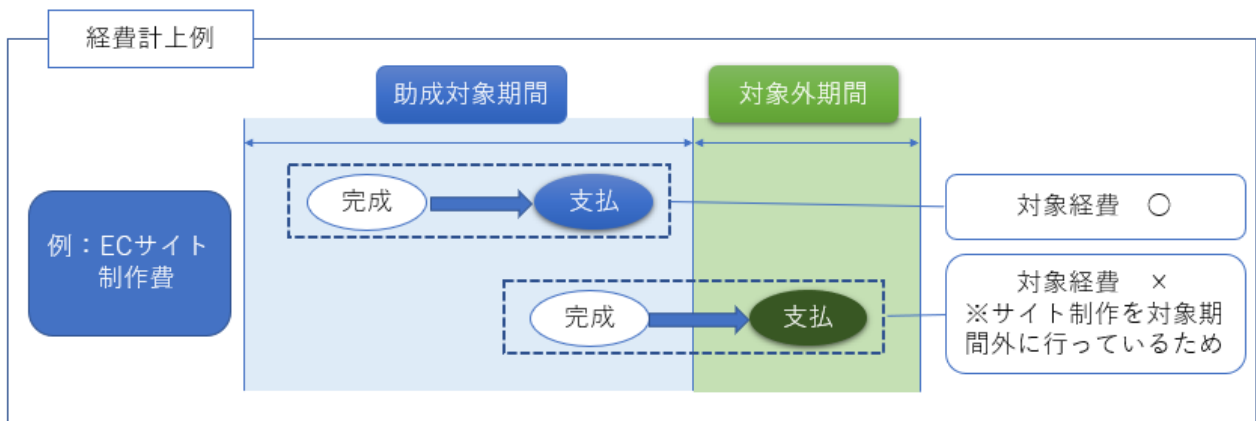 経費計上例
助成対象期間
対象外期間
完成
支払
対象経費 〇
例：ECサイト
制作費
対象経費 ×
※サイト制作を対象期
間外に行っているため
完成
支払